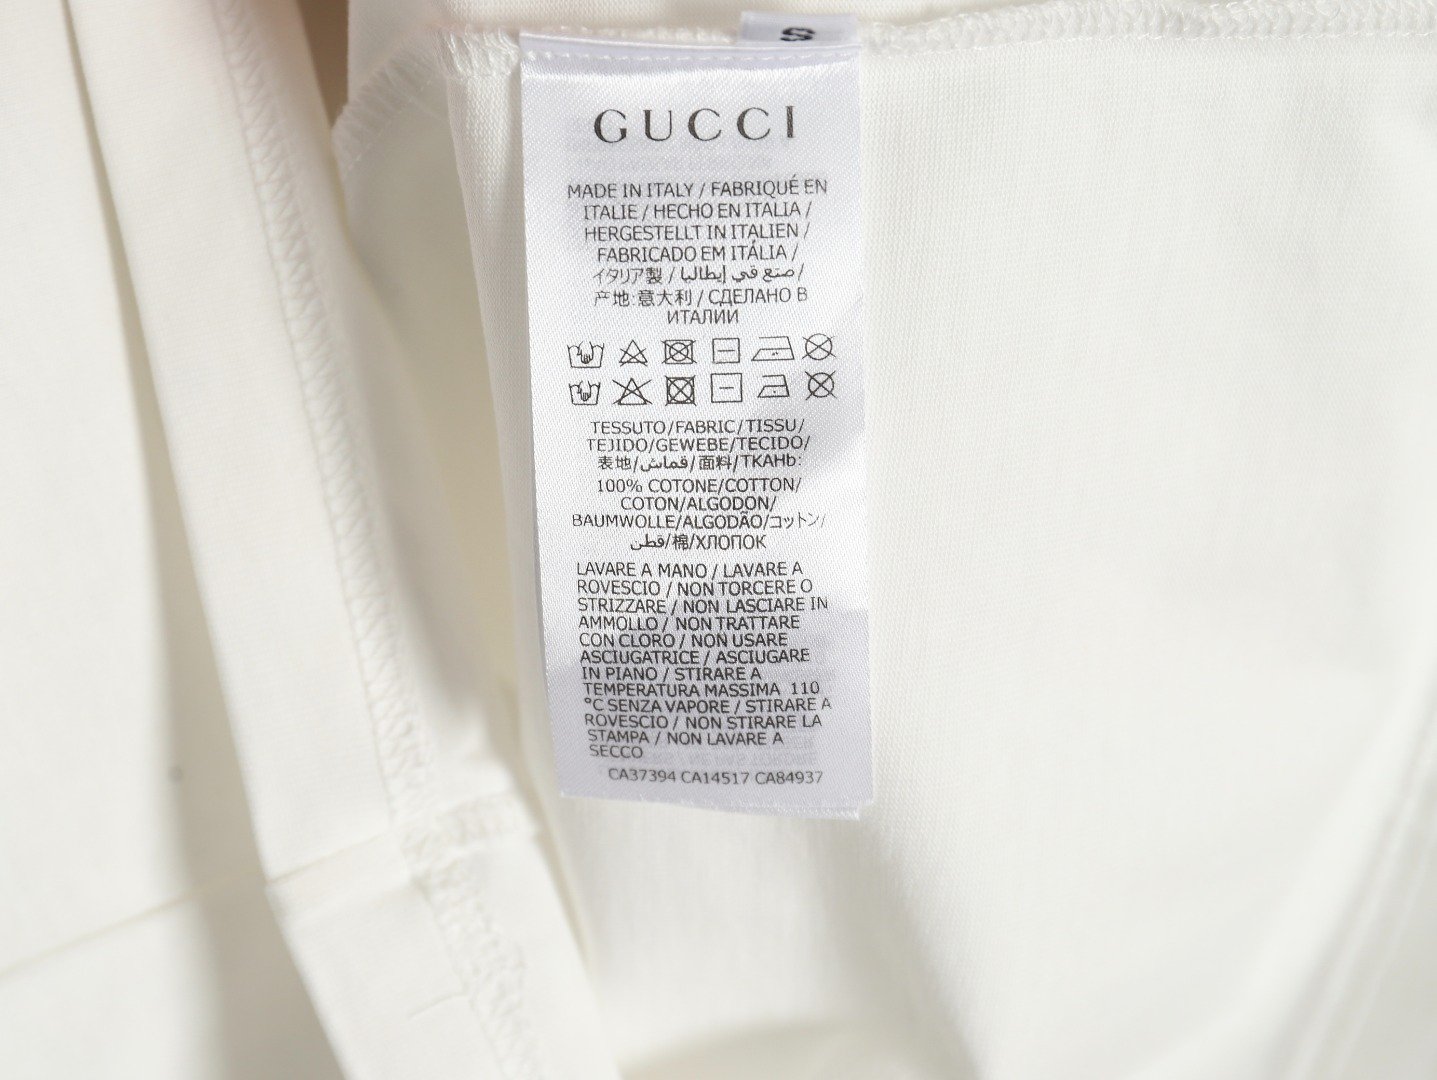 S
GUCCI
MADE IN ITALY / FABRIQUÉ EN
ITALIE / HECHO EN ITALIA /
HERGESTELLT IN ITALIEN /
FABRICADO EM ITÁLIA /
イタリア製 / صنع في إيطاليا /
产地:意大利 / СДЕЛАНО В
ИТАЛИИ
TESSUTO/FABRIC/TISSU/
TEJIDO/GEWEBE/TECIDO/
表地/قماش/面料/TKAHb:
100% COTONE/COTTON/
COTON/ALGODON/
BAUMWOLLE/ALGODÃO/コットン/
قطن/棉/ХЛОПОК
LAVARE A MANO / LAVARE A
ROVESCIO / NON TORCERE O
STRIZZARE / NON LASCIARE IN
AMMOLLO / NON TRATTARE
CON CLORO / NON USARE
ASCIUGATRICE / ASCIUGARE
IN PIANO / STIRARE A
TEMPERATURA MASSIMA 110
°C SENZA VAPORE / STIRARE A
ROVESCIO / NON STIRARE LA
STAMPA / NON LAVARE A
SECCO
CA37394 CA14517 CA84937